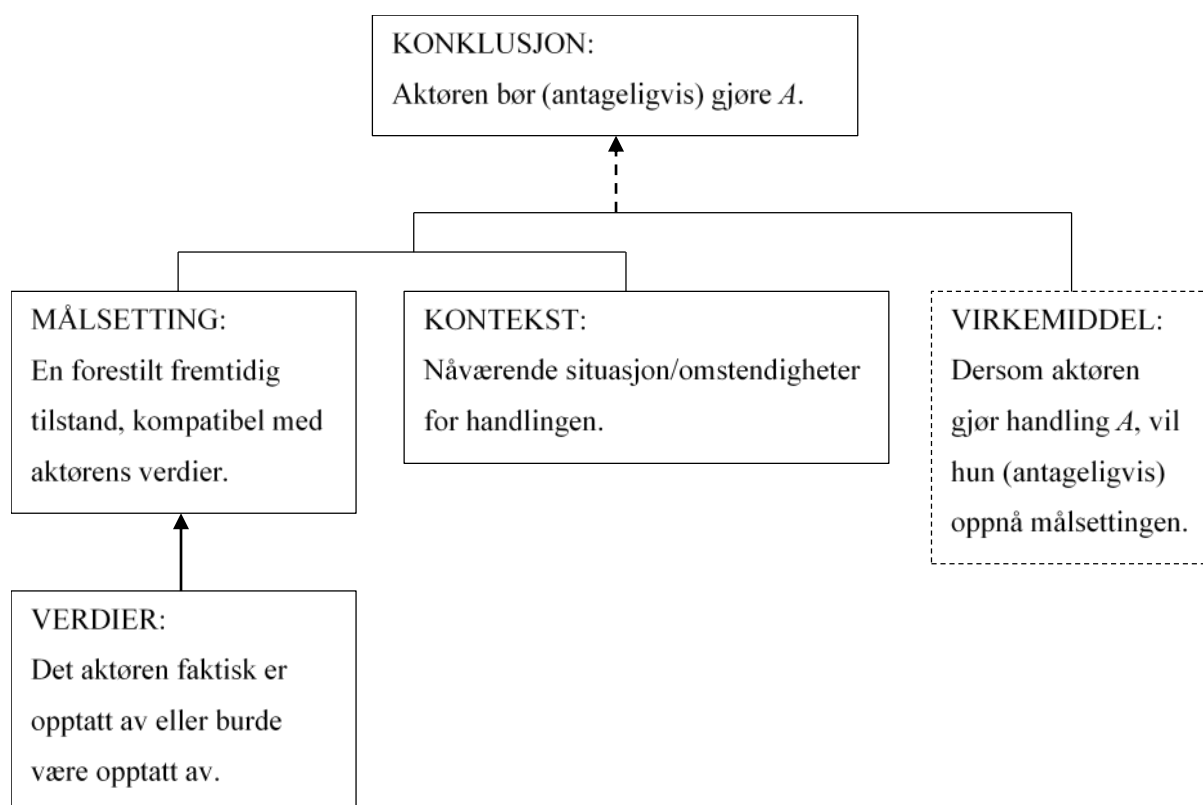 KONKLUSJON:
Aktøren bør (antageligvis) gjøre A.
MÅLSETTING:
En forestilt fremtidig
tilstand, kompatibel med
aktørens verdier.
KONTEKST:
Nåværende situasjon/omstendigheter
for handlingen.
VIRKEMIDDEL:
Dersom aktøren
gjør handling A, vil
hun (antageligvis)
oppnå målsettingen.
VERDIER:
Det aktøren faktisk er
opptatt av eller burde
være opptatt av.